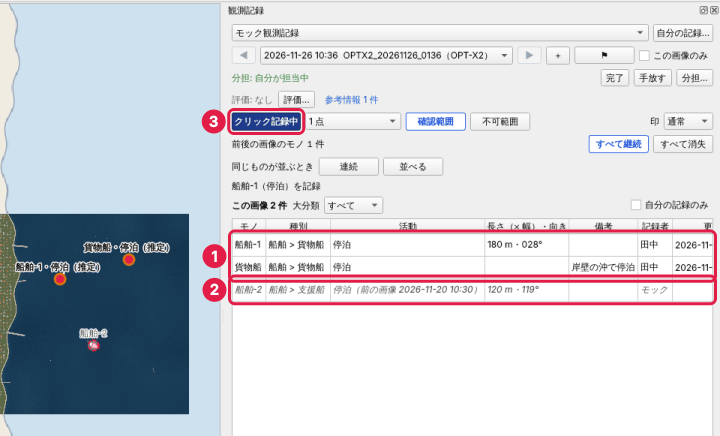 観測記録
モック観測記録
自分の記録...
2026-11-26 10:36 OPTX2_20261126_0136（OPT-X2）
+
この画像のみ
分担: 自分が担当中
完了
手放す
分担...
評価: なし
評価...
参考情報 1 件
3
クリック記録中
1 点
確認範囲
不可範囲
印
通常
前後の画像のモノ 1 件
すべて継続
すべて消失
同じものが並ぶとき
連続
並べる
船舶-1（停泊）を記録
この画像 2 件
大分類
すべて
自分の記録のみ
モノ 種別 活動 長さ（× 幅）・向き 備考 記録者 更
1
船舶-1 船舶 > 貨物船 停泊 180 m・028° 田中 2026-11-
貨物船 船舶 > 貨物船 停泊 岸壁の沖で停泊 田中 2026-11-
2
船舶-2 船舶 > 支援船 停泊（前の画像 2026-11-20 10:30） 120 m・119° モック
貨物船・停泊（推定）
船舶-1・停泊（推定）
船舶-2